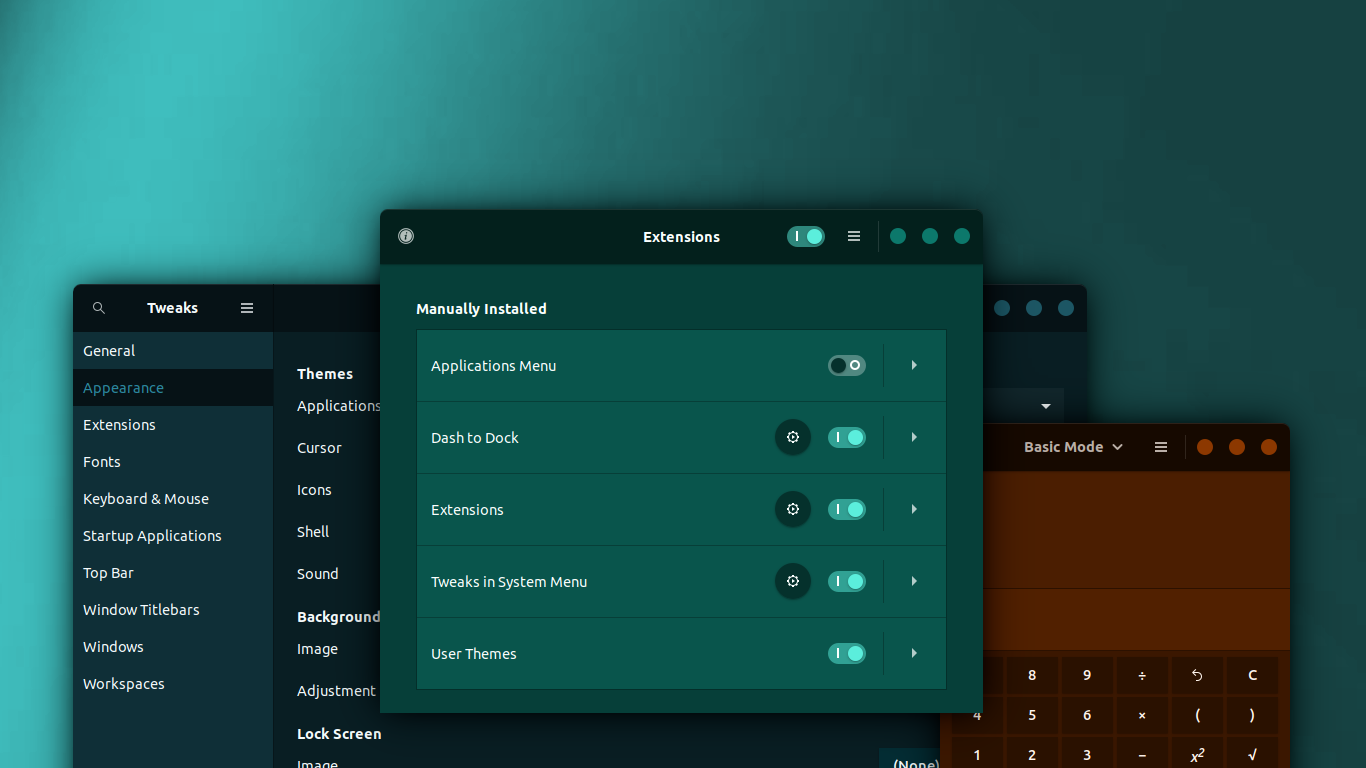 Extensions
Manually Installed
Applications Menu
Dash to Dock
Extensions
Tweaks in System Menu
User Themes
Tweaks
General
Appearance
Extensions
Fonts
Keyboard & Mouse
Startup Applications
Top Bar
Window Titlebars
Windows
Workspaces
Themes
Applications
Cursor
Icons
Shell
Sound
Background
Image
Adjustment
Lock Screen
Image
(None)
Basic Mode
8 9 ÷ C
4 5 6 × ( )
1 2 3 − x² √